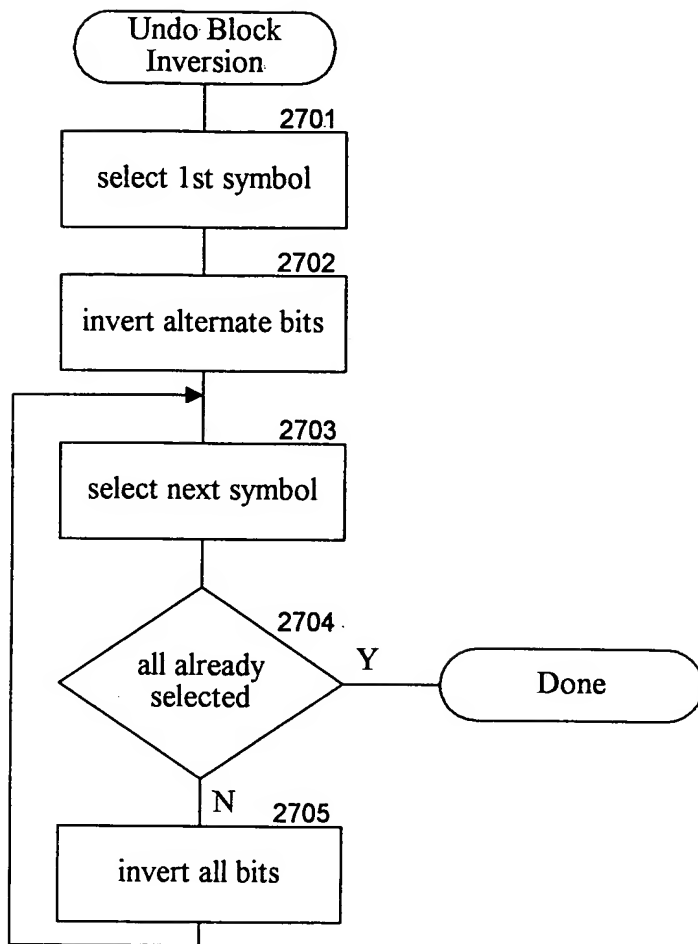 Undo Block
Inversion
2701
select 1st symbol
2702
invert alternate bits
2703
select next symbol
2704
all already
selected
Y
Done
N
2705
invert all bits